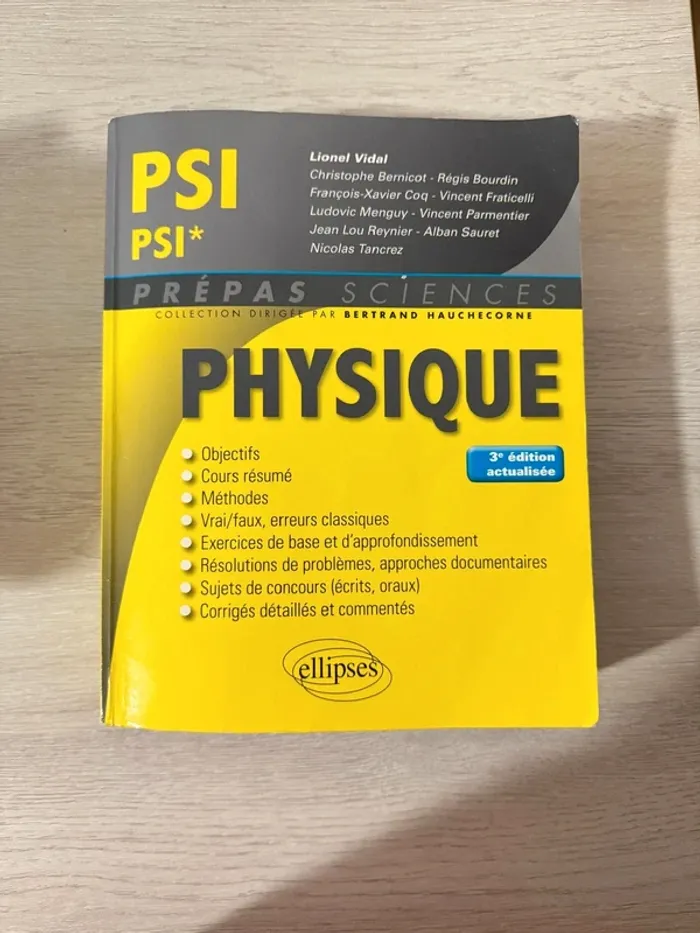 PSI
PSI*
Lionel Vidal
Christophe Bernicot - Régis Bourdin
François-Xavier Coq - Vincent Fraticelli
Ludovic Menguy - Vincent Parmentier
Jean Lou Reynier - Alban Sauret
Nicolas Tancrez
PRÉPAS SCIENCES
COLLECTION DIRIGÉE PAR BERTRAND HAUCHECORNE
PHYSIQUE
3e édition
actualisée
• Objectifs
• Cours résumé
• Méthodes
• Vrai/faux, erreurs classiques
• Exercices de base et d'approfondissement
• Résolutions de problèmes, approches documentaires
• Sujets de concours (écrits, oraux)
• Corrigés détaillés et commentés
ellipses